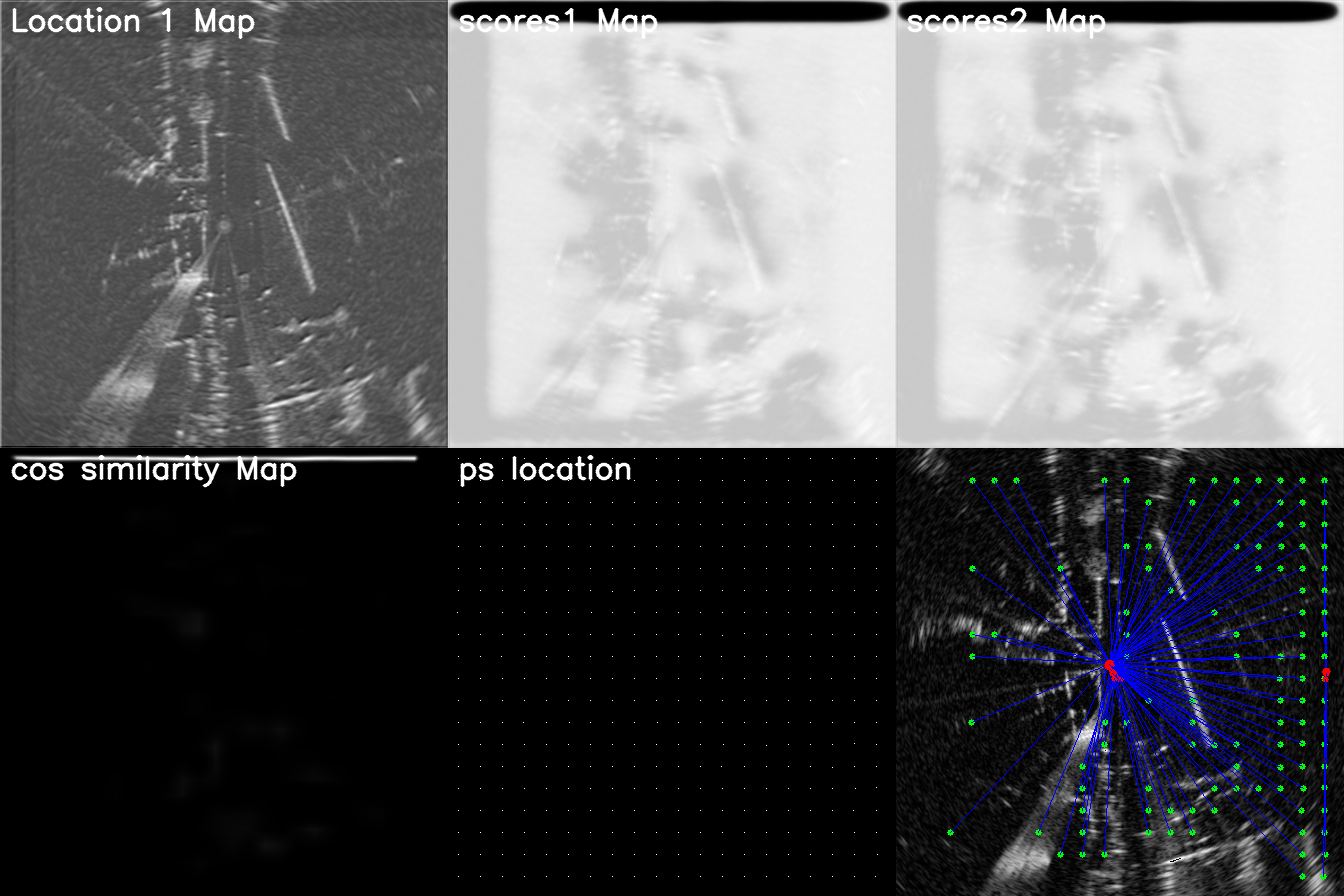 Location 1 Map
scores1 Map
scores2 Map
cos similarity Map
ps location